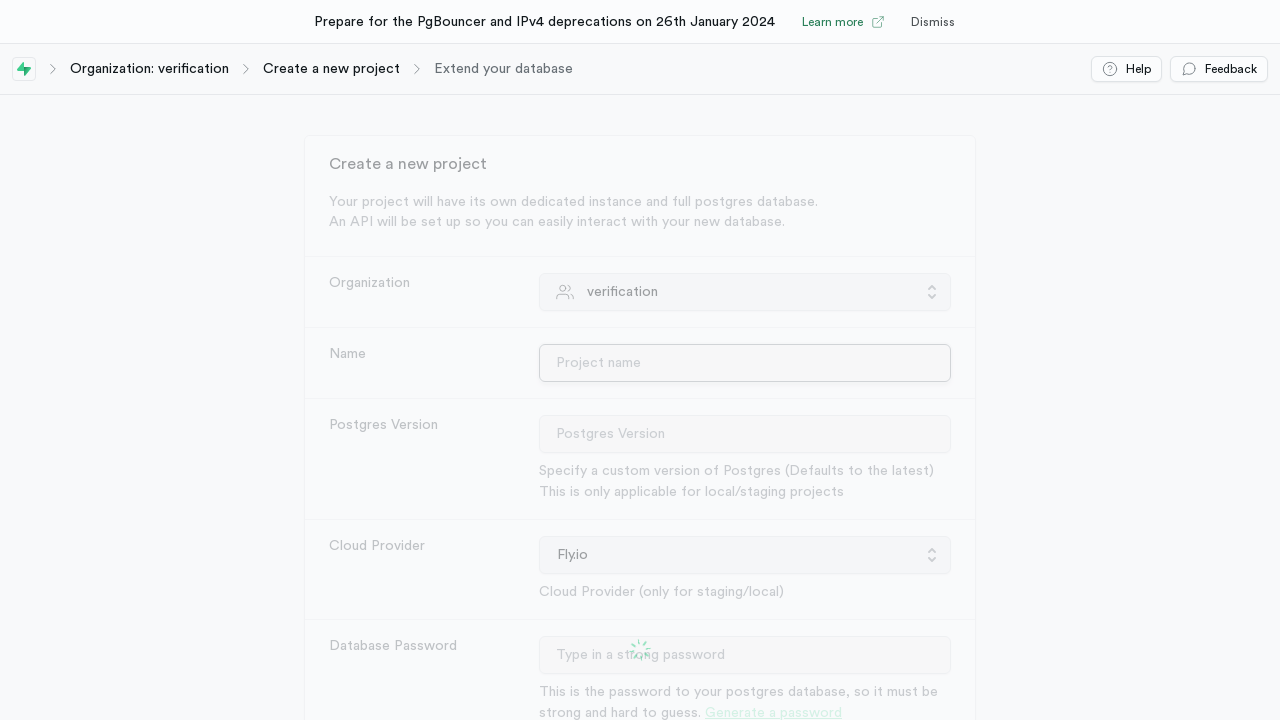 Prepare for the PgBouncer and IPv4 deprecations on 26th January 2024 Learn more Dismiss
Organization: verification Create a new project Extend your database Help Feedback
Create a new project
Your project will have its own dedicated instance and full postgres database.
An API will be set up so you can easily interact with your new database.
Organization
verification
Name
Project name
Postgres Version
Postgres Version
Specify a custom version of Postgres (Defaults to the latest)
This is only applicable for local/staging projects
Cloud Provider
Fly.io
Cloud Provider (only for staging/local)
Database Password
Type in a strong password
This is the password to your postgres database, so it must be
strong and hard to guess. Generate a password